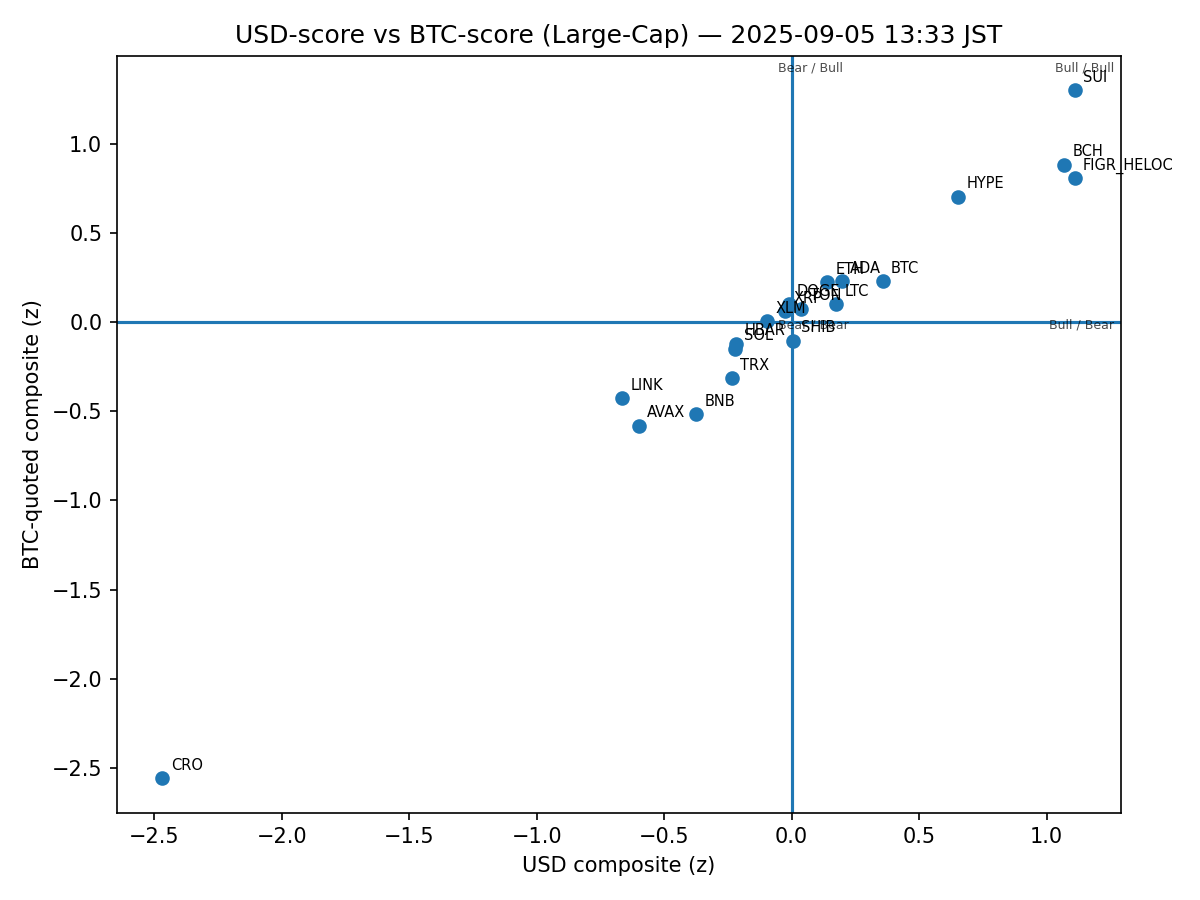 USD-score vs BTC-score (Large-Cap) — 2025-09-05 13:33 JST
Bear / Bull
Bull / Bull
SUI
BCH
FIGR_HELOC
HYPE
ETH
ADA
BTC
DOGE
TON
LTC
XRP
XLM
Bear / Bear
Bull / Bear
SHIB
HBAR
SOL
TRX
LINK
BNB
AVAX
CRO
1.0
0.5
0.0
−0.5
−1.0
−1.5
−2.0
−2.5
BTC-quoted composite (z)
−2.5
−2.0
−1.5
−1.0
−0.5
0.0
0.5
1.0
USD composite (z)